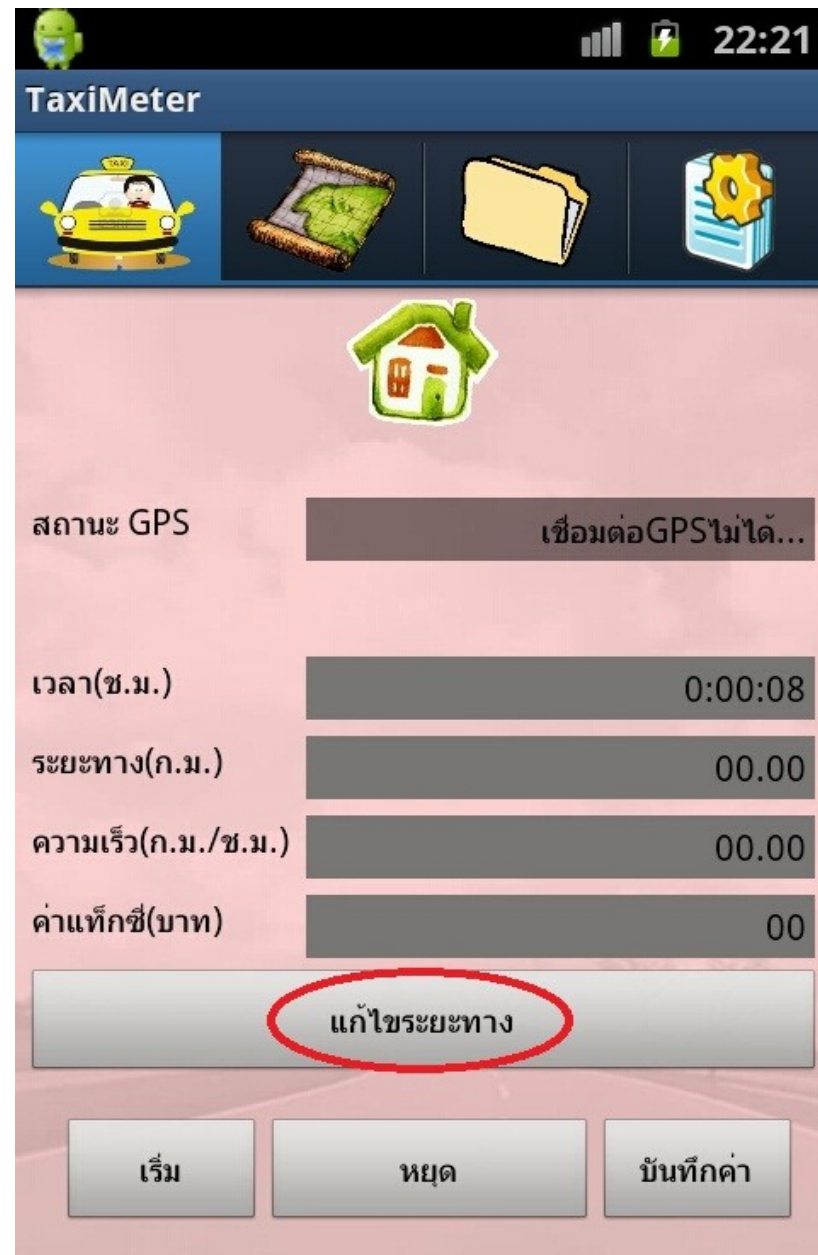 22:21
TaxiMeter
TAXI
สถานะ GPS เชื่อมต่อGPSไม่ได้...
เวลา(ช.ม.) 0:00:08
ระยะทาง(ก.ม.) 00.00
ความเร็ว(ก.ม./ช.ม.) 00.00
ค่าแท็กซี่(บาท) 00
แก้ไขระยะทาง
เริ่ม หยุด บันทึกค่า